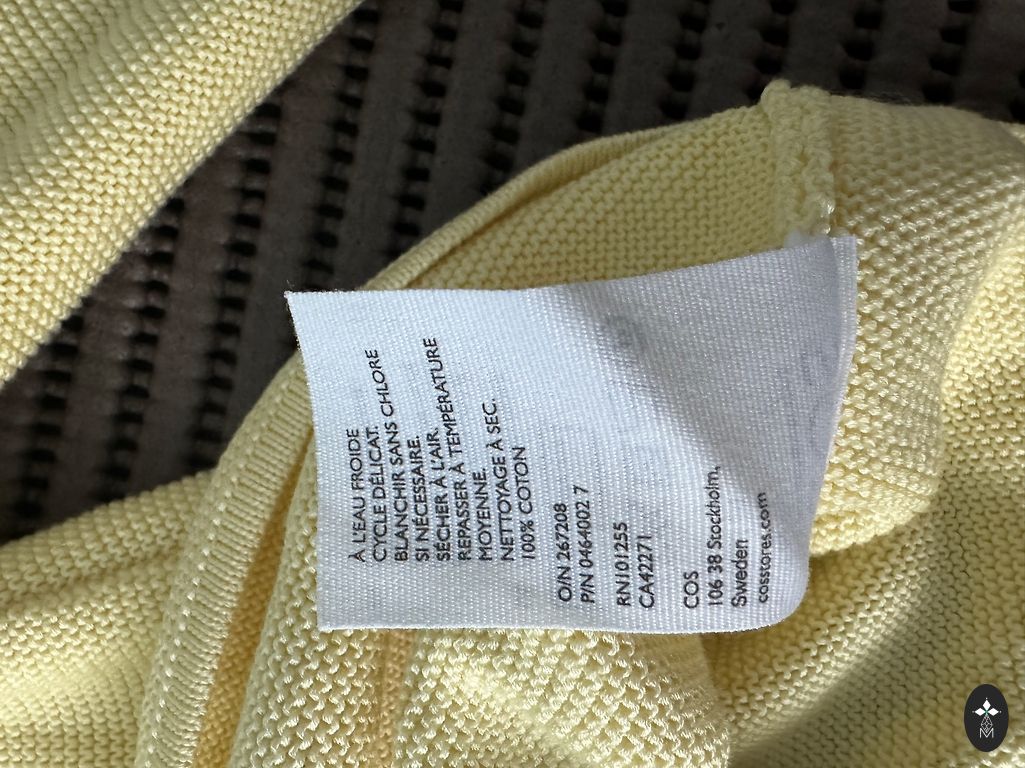 À L'EAU FROIDE
CYCLE DÉLICAT.
BLANCHIR SANS CHLORE
SI NÉCESSAIRE.
SÉCHER À L'AIR.
REPASSER À TEMPÉRATURE
MOYENNE.
NETTOYAGE À SEC.
100% COTON
O/N 267208
P/N 0464002 7
RN101255
CA42271
COS
106 38 Stockholm,
Sweden
cosstores.com
M